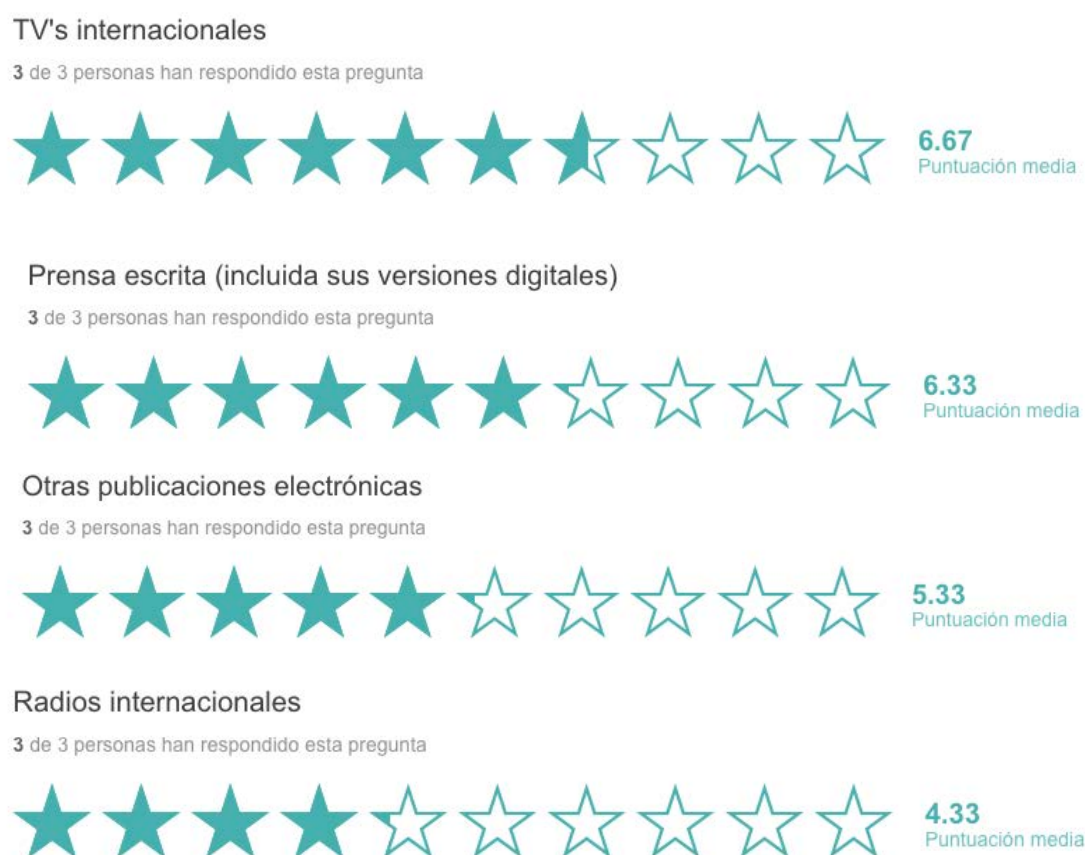 TV's internacionales
3 de 3 personas han respondido esta pregunta
6.67
Puntuación media
Prensa escrita (incluida sus versiones digitales)
3 de 3 personas han respondido esta pregunta
6.33
Puntuación media
Otras publicaciones electrónicas
3 de 3 personas han respondido esta pregunta
5.33
Puntuación media
Radios internacionales
3 de 3 personas han respondido esta pregunta
4.33
Puntuación media